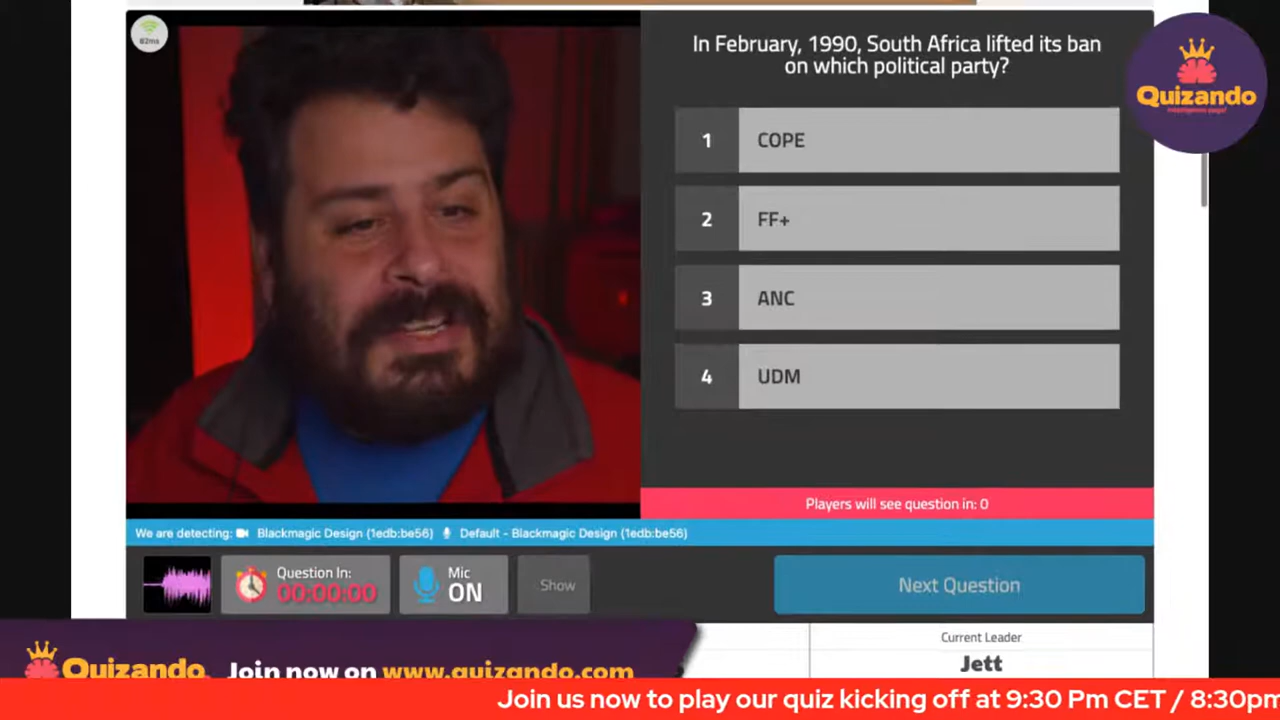 62ms
In February, 1990, South Africa lifted its ban
on which political party?
Quizando
1 COPE
2 FF+
3 ANC
4 UDM
Players will see question in: 0
We are detecting: Blackmagic Design (1edb:be56) Default - Blackmagic Design (1edb:be56)
Question In:
00:00:00
Mic
ON
Show
Next Question
Current Leader
Jett
Quizando Join now on www.quizando.com
Join us now to play our quiz kicking off at 9:30 Pm CET / 8:30pm